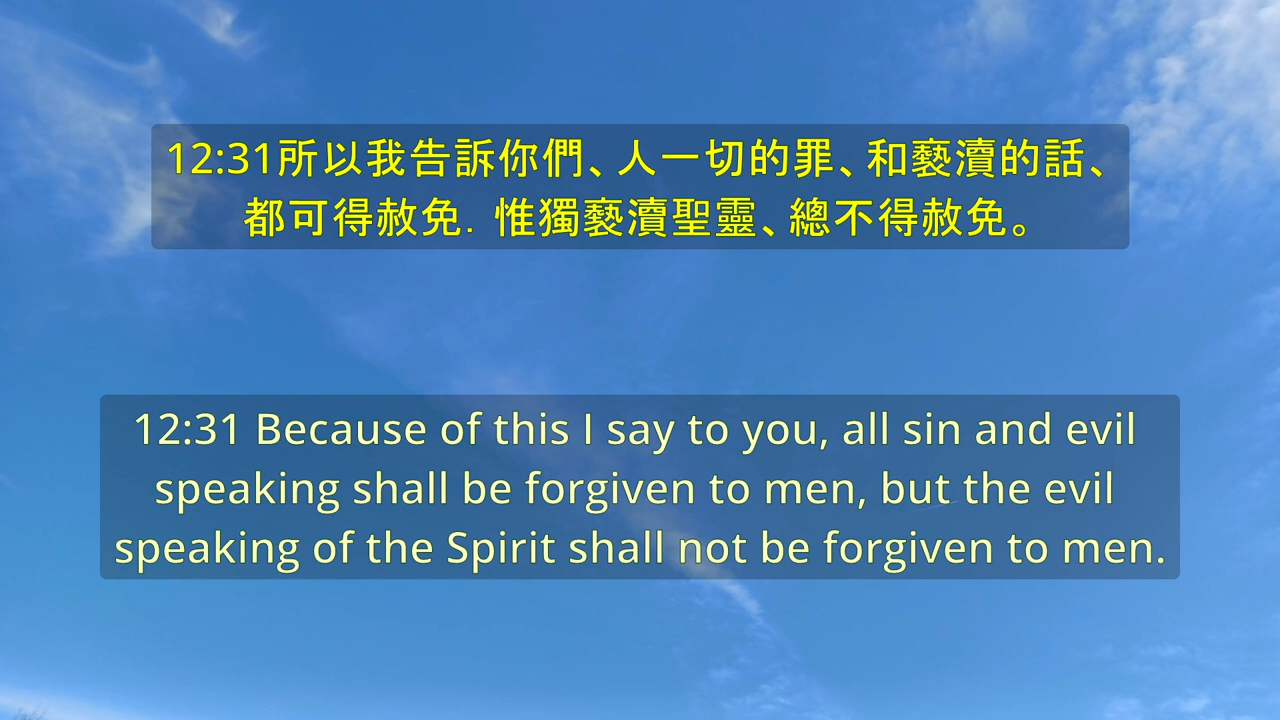 12:31所以我告訴你們、人一切的罪、和褻瀆的話、
都可得赦免. 惟獨褻瀆聖靈、總不得赦免。
12:31 Because of this I say to you, all sin and evil
speaking shall be forgiven to men, but the evil
speaking of the Spirit shall not be forgiven to men.